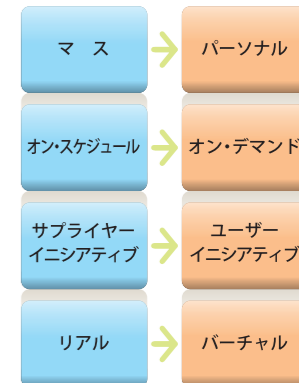 マス
パーソナル
オン・スケジュール
オン・デマンド
サプライヤー
イニシアティブ
ユーザー
イニシアティブ
リアル
バーチャル